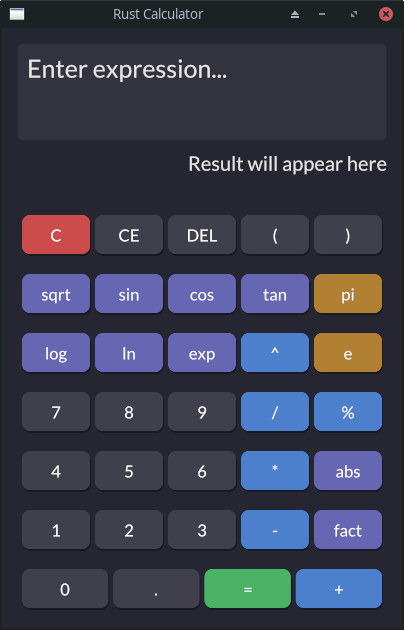 Rust Calculator
Enter expression...
Result will appear here
C CE DEL ( )
sqrt sin cos tan pi
log ln exp ^ e
7 8 9 / %
4 5 6 * abs
1 2 3 - fact
0 . = +